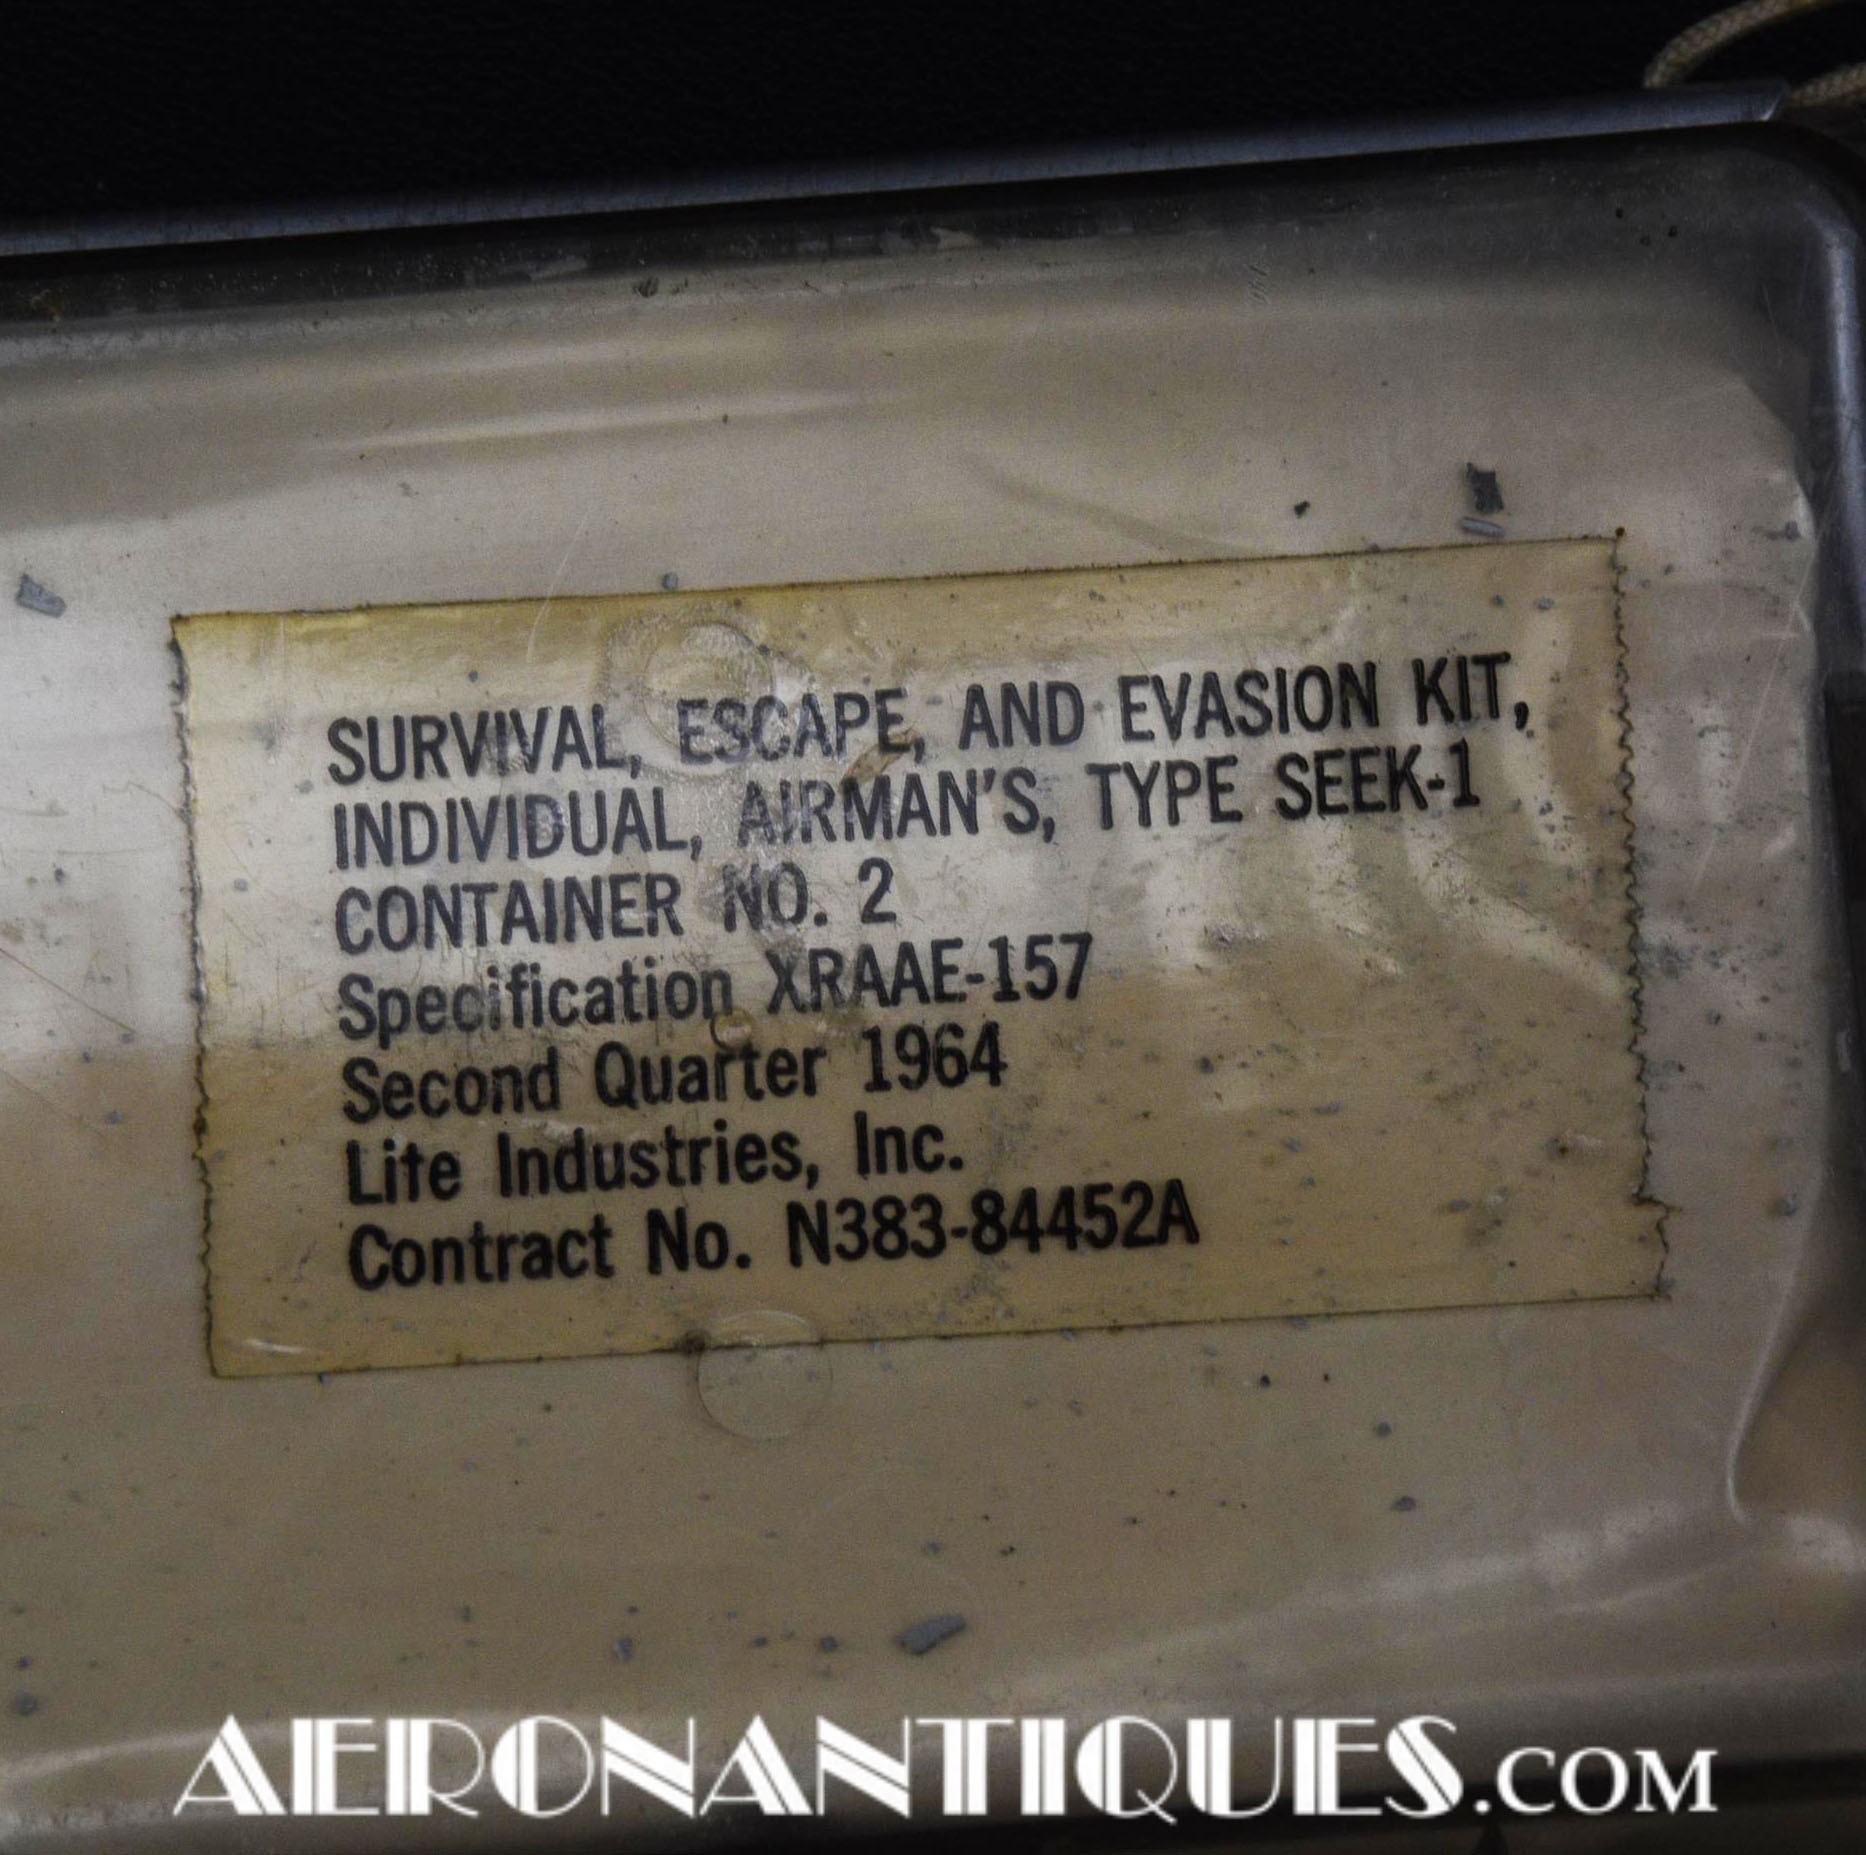 SURVIVAL, ESCAPE, AND EVASION KIT,
INDIVIDUAL, AIRMAN'S, TYPE SEEK-1
CONTAINER NO. 2
Specification XRAAE-157
Second Quarter 1964
Lite Industries, Inc.
Contract No. N383-84452A
AERONANTIQUES.COM